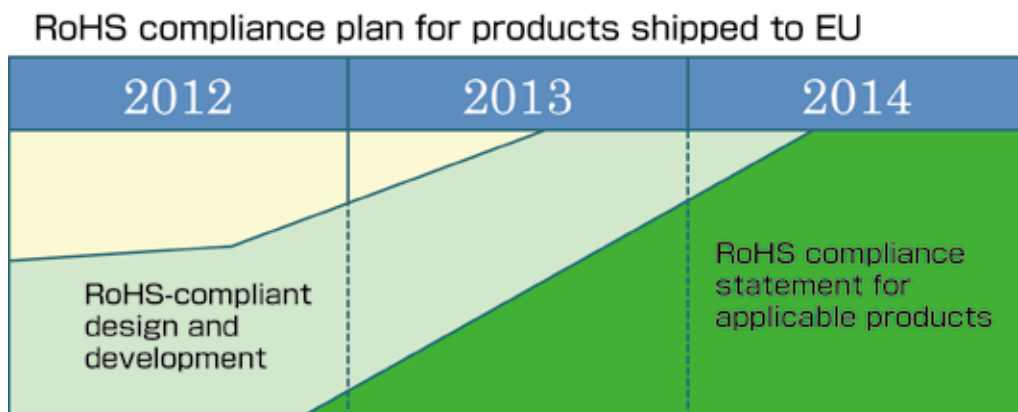 RoHS compliance plan for products shipped to EU
2012 2013 2014
RoHS-compliant
design and
development
RoHS compliance
statement for
applicable products